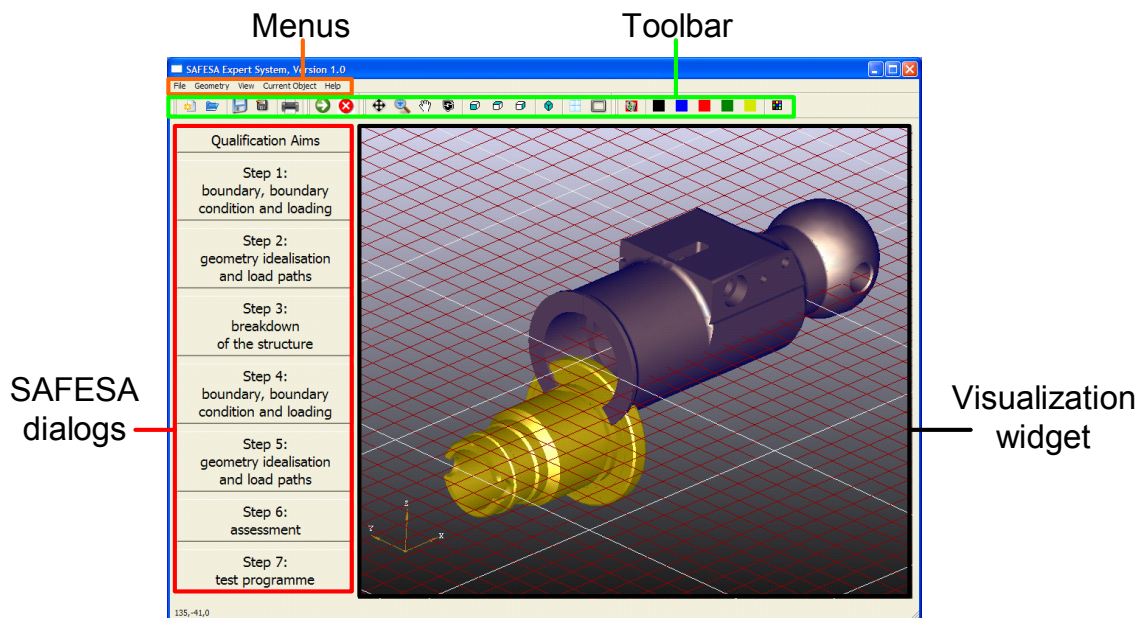 Menus
Toolbar
SAFESA Expert System, Version 1.0
File Geometry View Current Object Help
Qualification Aims
Step 1:
boundary, boundary
condition and loading
Step 2:
geometry idealisation
and load paths
Step 3:
breakdown
of the structure
Step 4:
boundary, boundary
condition and loading
Step 5:
geometry idealisation
and load paths
Step 6:
assessment
Step 7:
test programme
SAFESA
dialogs
Visualization
widget
Z
Y
X
135,-41,0